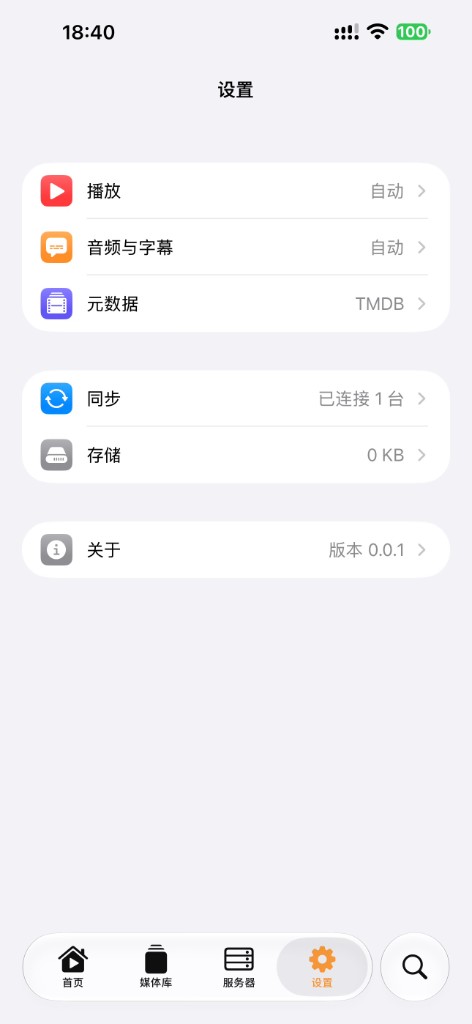 18:40
100
设置
播放 自动
音频与字幕 自动
元数据 TMDB
同步 已连接 1 台
存储 0 KB
关于 版本 0.0.1
首页 媒体库 服务器 设置